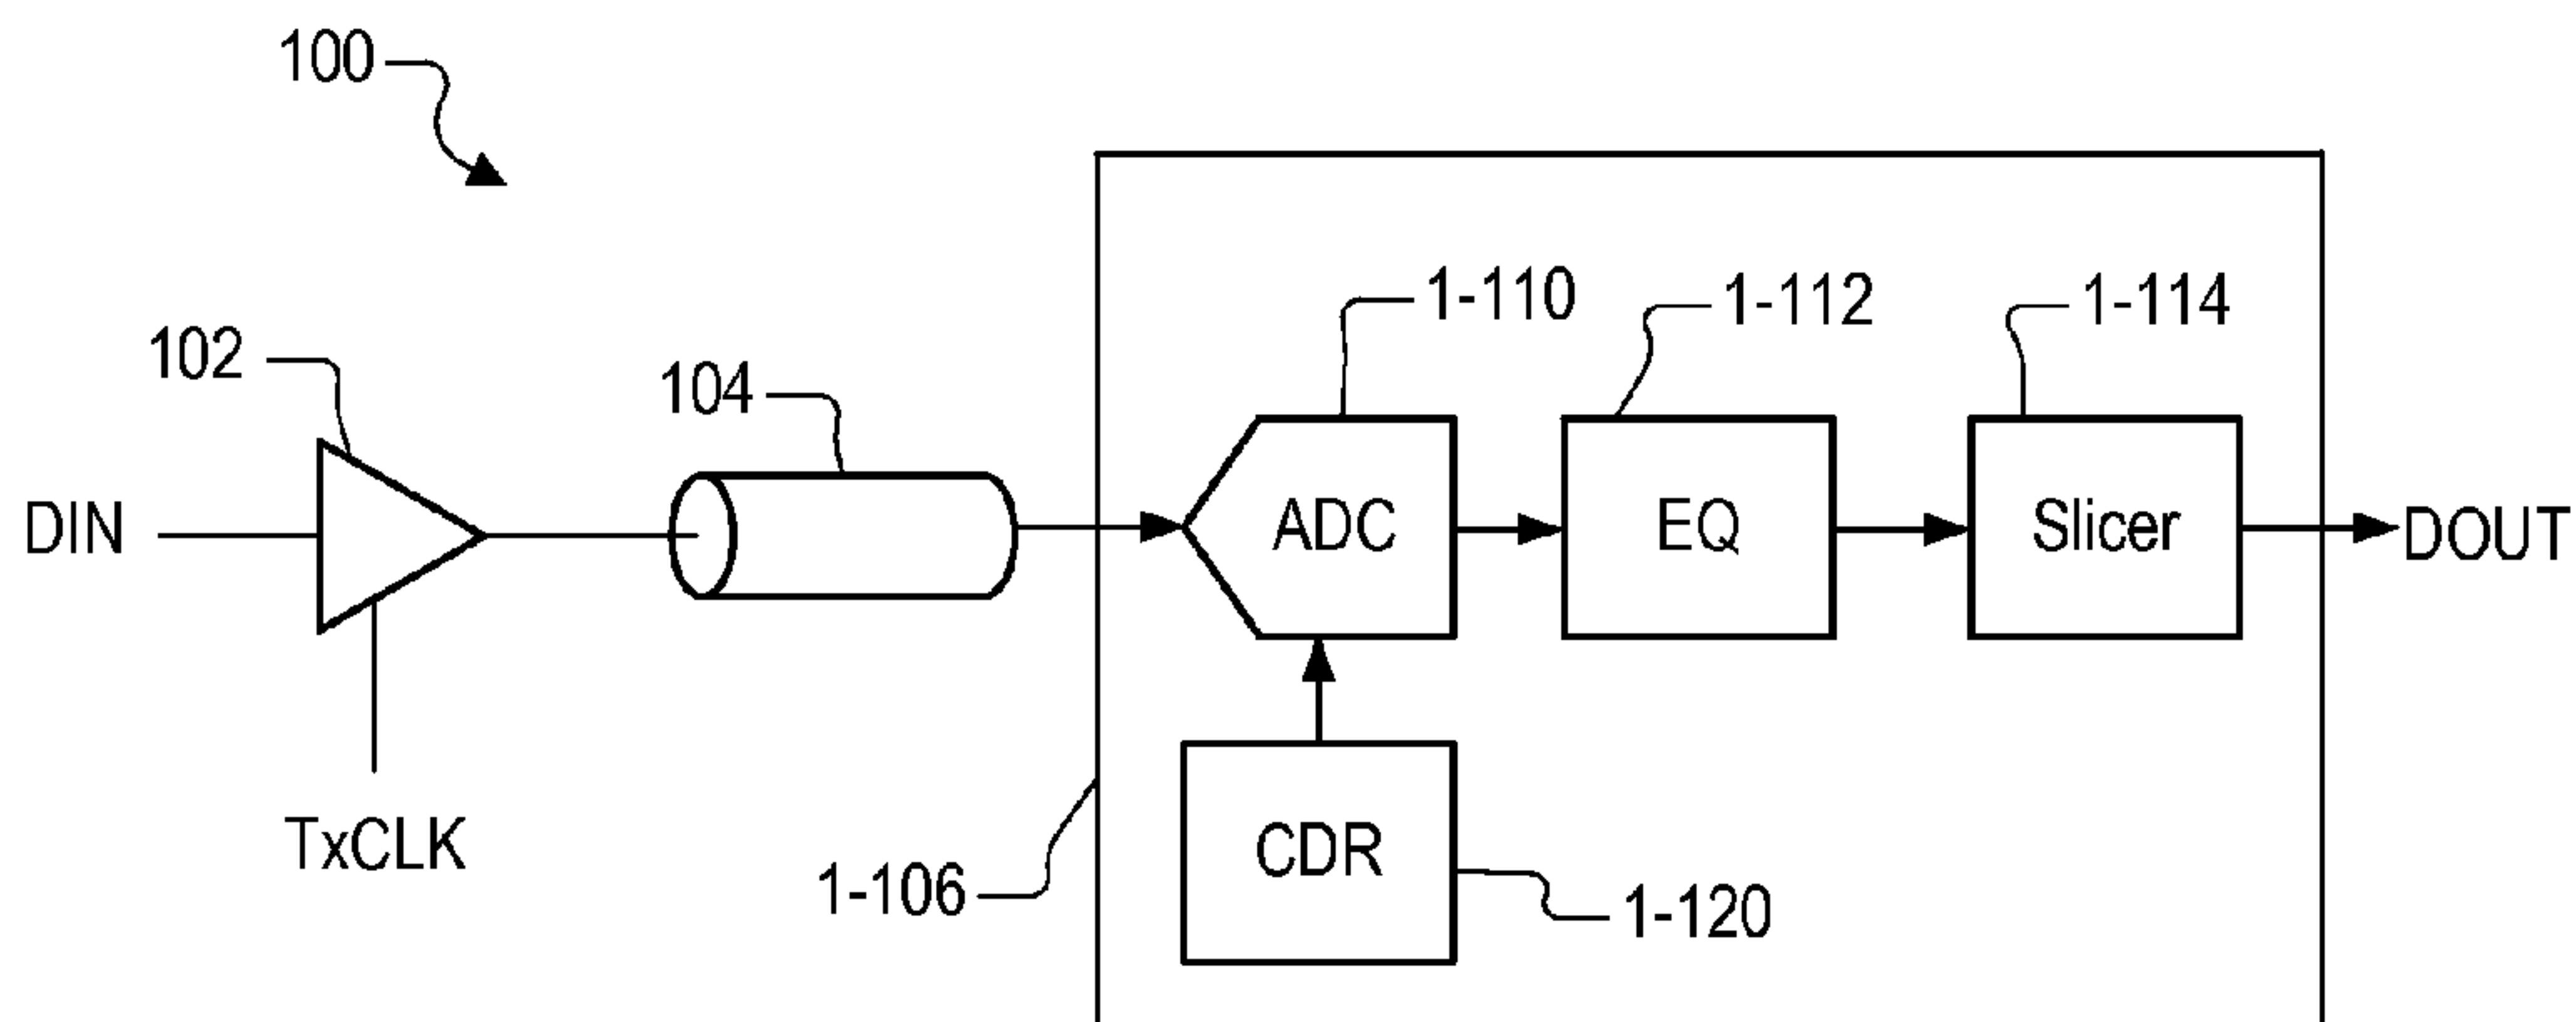 100
1-110
1-112
1-114
102
104
DIN
ADC
EQ
Slicer
DOUT
TxCLK
CDR
1-106
1-120